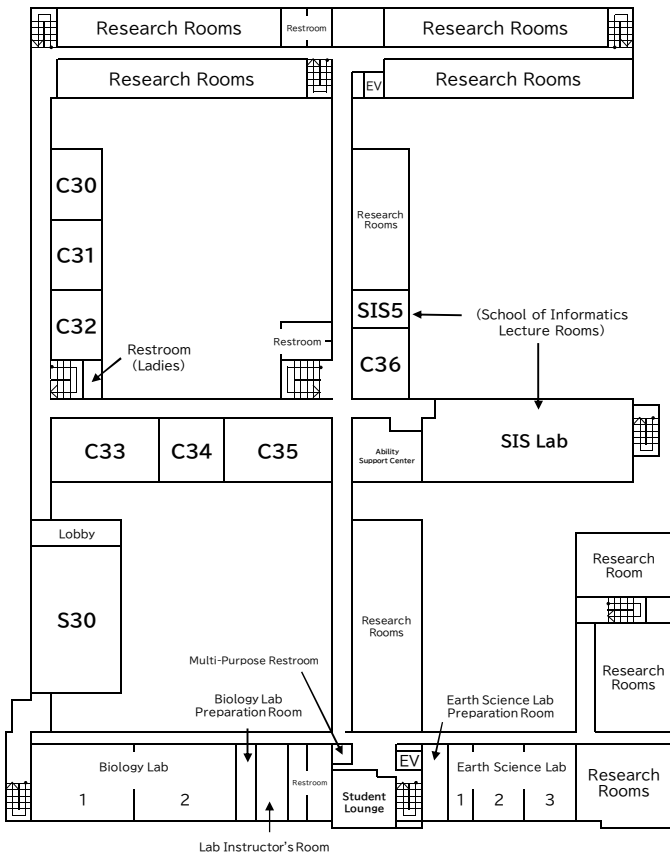 Research Rooms
Restroom
Research Rooms
Research Rooms
EV
Research Rooms
C30
Research
Rooms
C31
SIS5
(School of Informatics
Lecture Rooms)
C32
Restroom
Restroom
(Ladies)
C36
C33
C34
C35
Ability
Support Center
SIS Lab
Lobby
Research
Room
S30
Research
Rooms
Multi-Purpose Restroom
Research
Rooms
Biology Lab
Preparation Room
Earth Science Lab
Preparation Room
Biology Lab
EV
Earth Science Lab
Restroom
Research
Rooms
1
2
Student
Lounge
1
2
3
Lab Instructor's Room